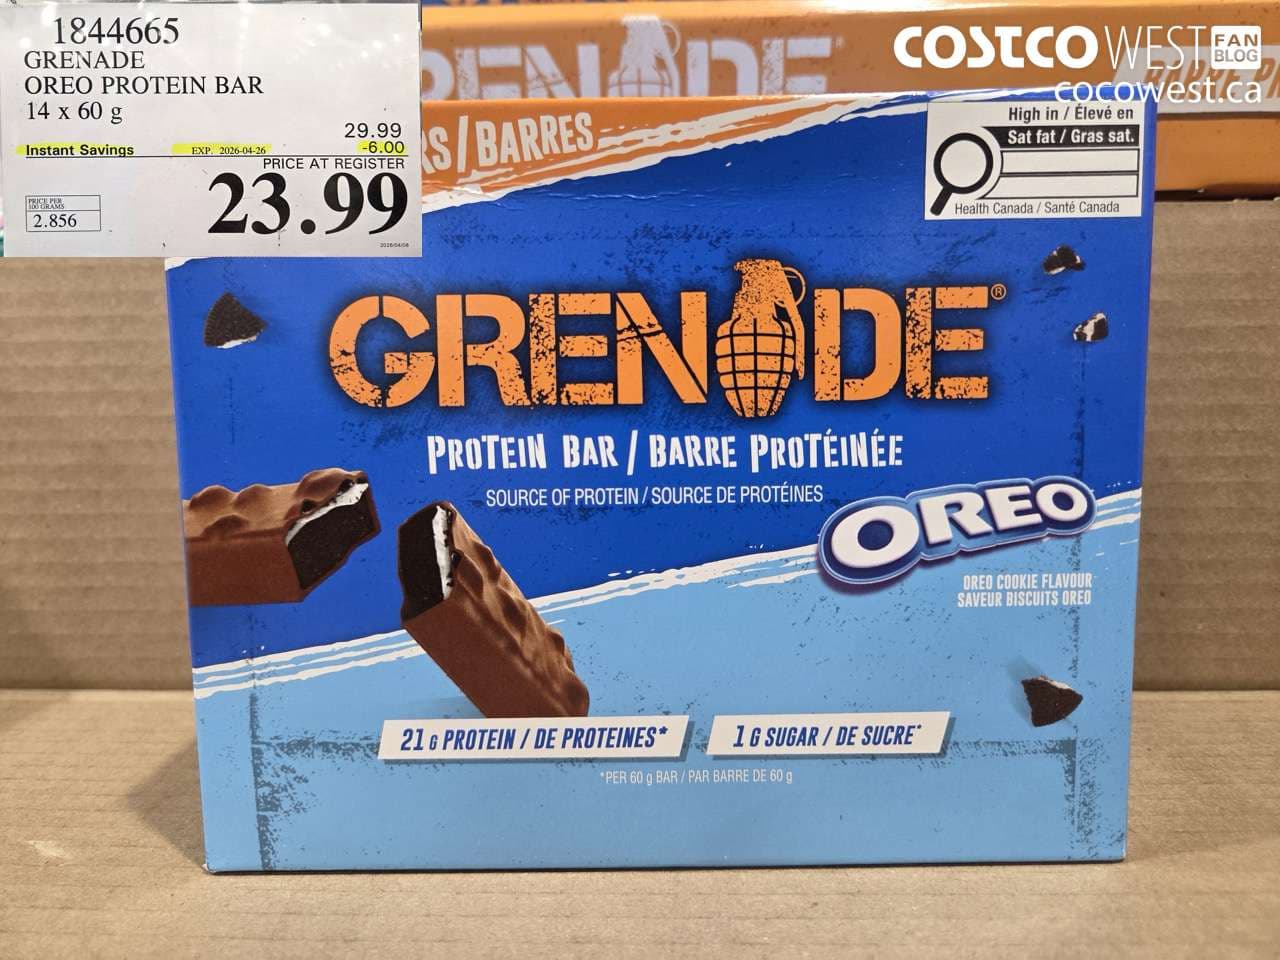 1844665
GRENADE
OREO PROTEIN BAR
14 x 60 g
29.99
Instant Savings EXP. 2026-04-26 -6.00
PRICE AT REGISTER
23.99
PRICE PER
100 GRAMS
2.856
2026/04/08
COSTCO WEST FAN BLOG
cocowest.ca
GRENADE
RS / BARRES
High in / Élevé en
Sat fat / Gras sat.
Health Canada / Santé Canada
GRENADE®
PROTEIN BAR / BARRE PROTÉINÉE
SOURCE OF PROTEIN / SOURCE DE PROTÉINES
OREO
OREO COOKIE FLAVOUR
SAVEUR BISCUITS OREO
21 G PROTEIN / DE PROTEINES*
1 G SUGAR / DE SUCRE*
*PER 60 g BAR / PAR BARRE DE 60 g